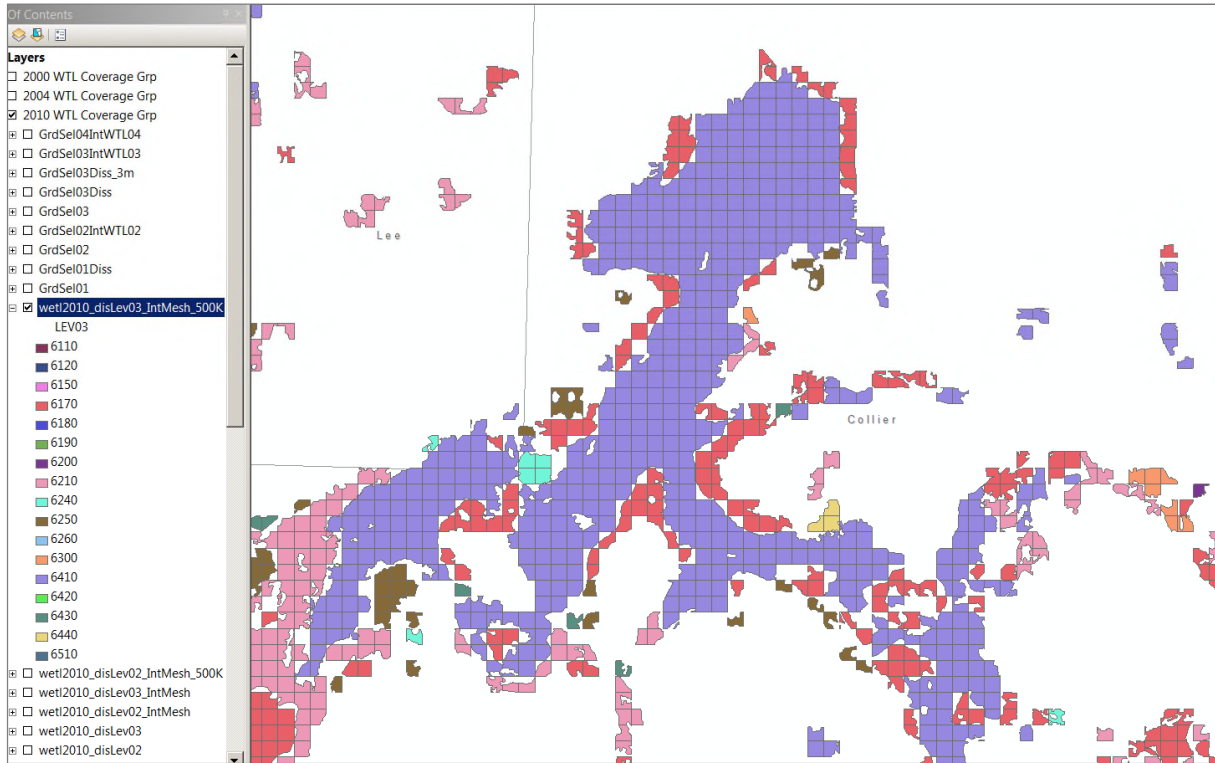 Of Contents
Layers
2000 WTL Coverage Grp
2004 WTL Coverage Grp
2010 WTL Coverage Grp
GrdSel04IntWTL04
GrdSel03IntWTL03
GrdSel03Diss_3m
GrdSel03Diss
GrdSel03
GrdSel02IntWTL02
GrdSel02
GrdSel01Diss
GrdSel01
wetl2010_disLev03_IntMesh_500K
LEV03
6110
6120
6150
6170
6180
6190
6200
6210
6240
6250
6260
6300
6410
6420
6430
6440
6510
wetl2010_disLev02_IntMesh_500K
wetl2010_disLev03_IntMesh
wetl2010_disLev02_IntMesh
wetl2010_disLev03
wetl2010_disLev02
Lee
Collier